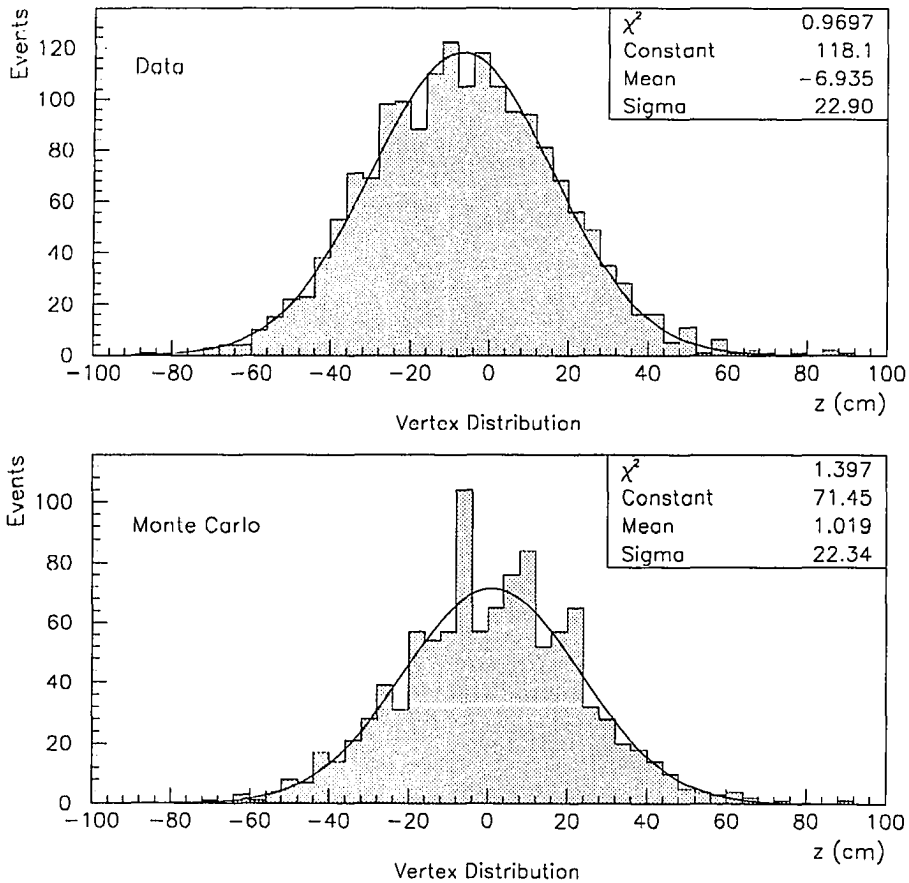 Events
Data
χ² 0.9697
Constant 118.1
Mean −6.935
Sigma 22.90
120
100
80
60
40
20
0
−100 −80 −60 −40 −20 0 20 40 60 80 100
z (cm)
Vertex Distribution
Events
Monte Carlo
χ² 1.397
Constant 71.45
Mean 1.019
Sigma 22.34
100
80
60
40
20
0
−100 −80 −60 −40 −20 0 20 40 60 80 100
z (cm)
Vertex Distribution